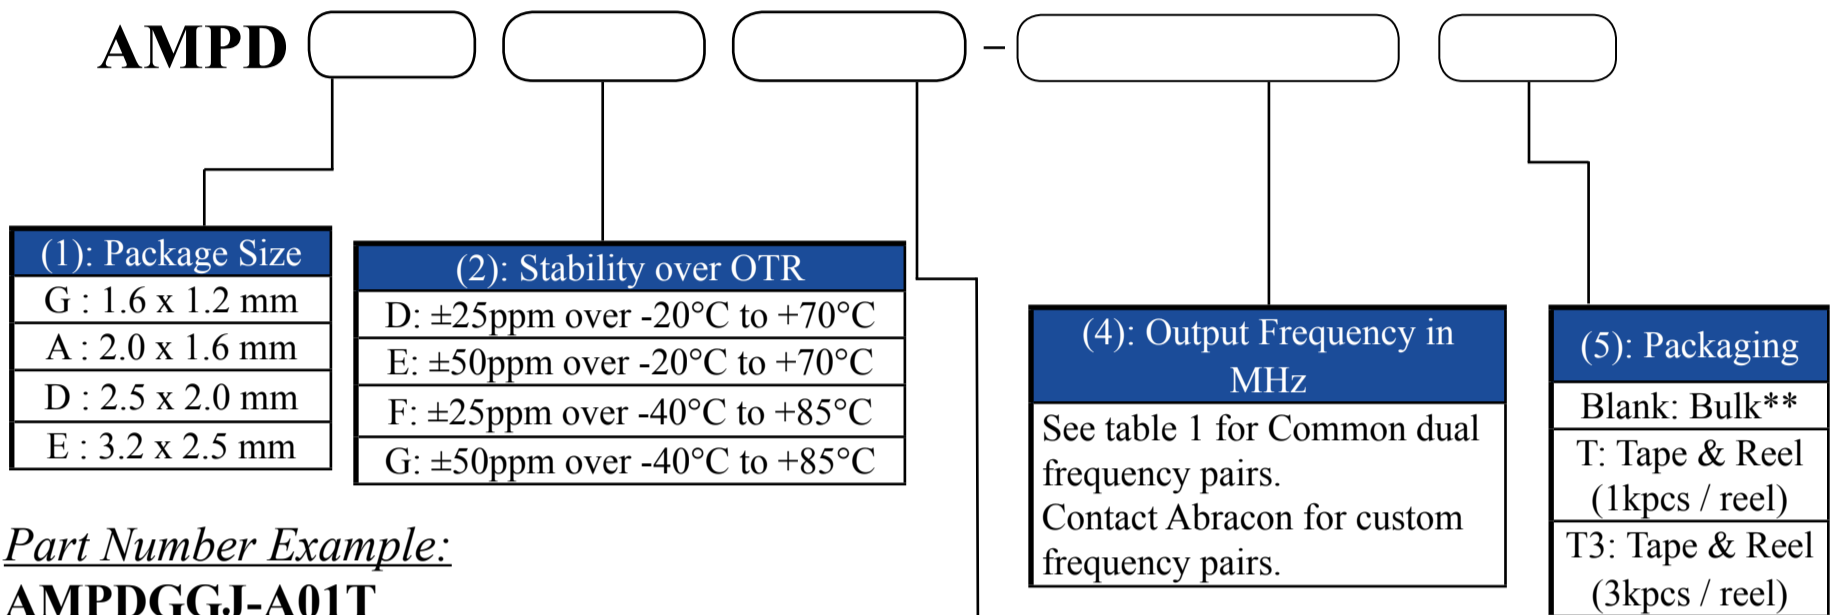 AMPD –
(1): Package Size
G : 1.6 x 1.2 mm
A : 2.0 x 1.6 mm
D : 2.5 x 2.0 mm
E : 3.2 x 2.5 mm
(2): Stability over OTR
D: ±25ppm over -20°C to +70°C
E: ±50ppm over -20°C to +70°C
F: ±25ppm over -40°C to +85°C
G: ±50ppm over -40°C to +85°C
(4): Output Frequency in
MHz
See table 1 for Common dual
frequency pairs.
Contact Abracon for custom
frequency pairs.
(5): Packaging
Blank: Bulk**
T: Tape & Reel
(1kpcs / reel)
T3: Tape & Reel
(3kpcs / reel)
Part Number Example:
AMPDGGJ-A01T